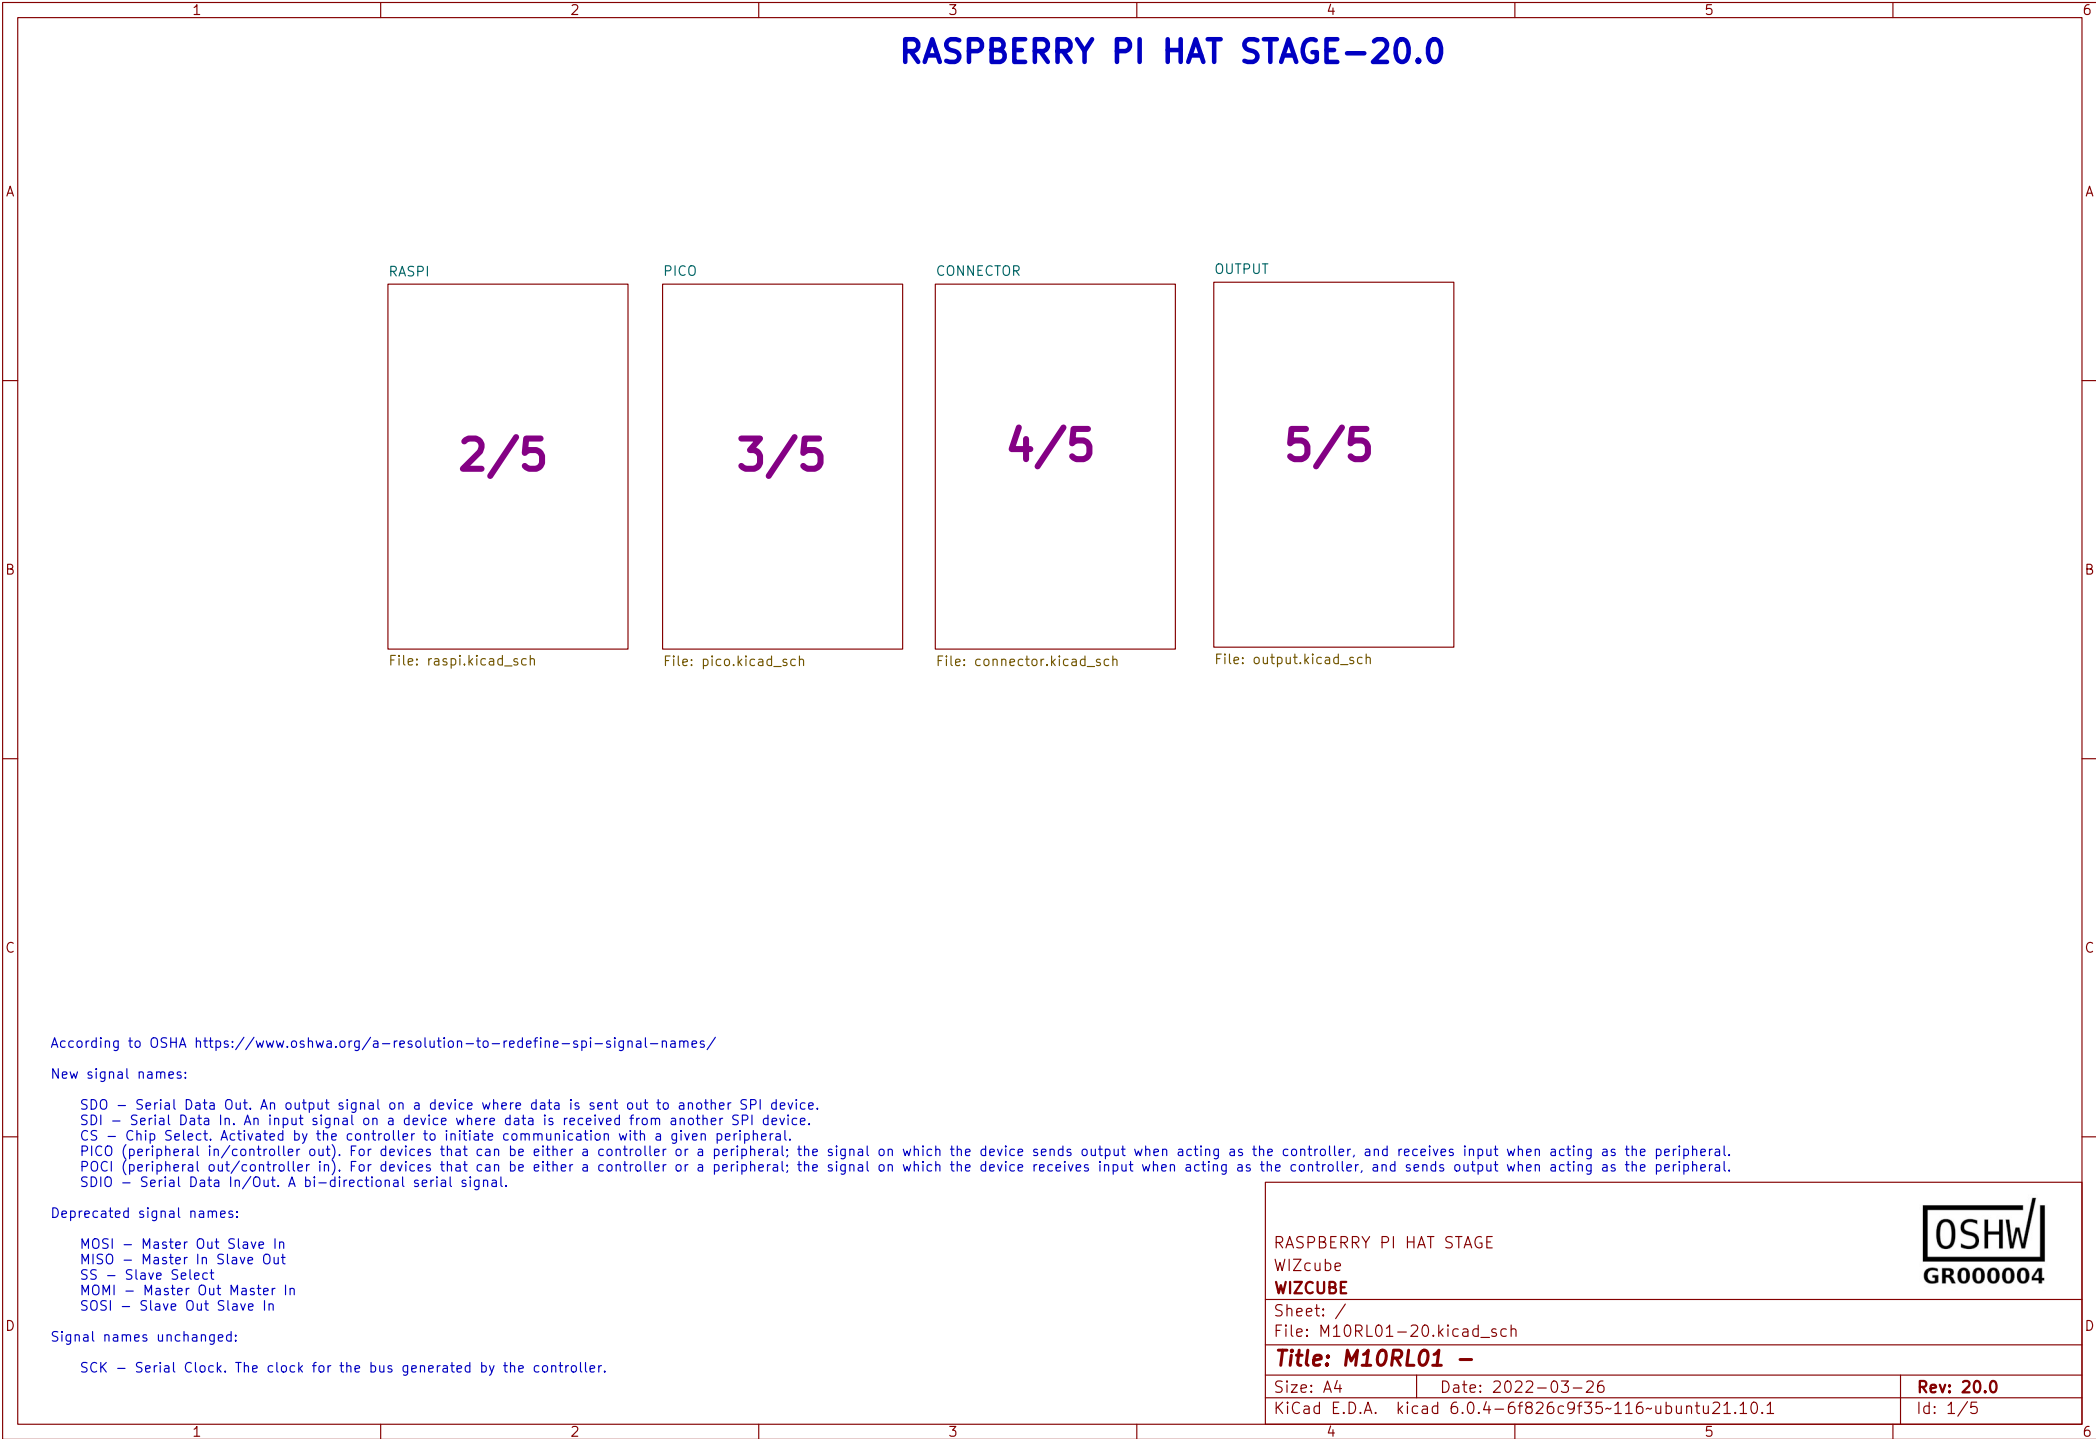 1 2 3 4 5 6
RASPBERRY PI HAT STAGE-20.0
A A
RASPI PICO CONNECTOR OUTPUT
2/5 3/5 4/5 5/5
B B
File: raspi.kicad_sch File: pico.kicad_sch File: connector.kicad_sch File: output.kicad_sch
C C
According to OSHA https://www.oshwa.org/a-resolution-to-redefine-spi-signal-names/
New signal names:
SDO - Serial Data Out. An output signal on a device where data is sent out to another SPI device.
SDI - Serial Data In. An input signal on a device where data is received from another SPI device.
CS - Chip Select. Activated by the controller to initiate communication with a given peripheral.
PICO (peripheral in/controller out). For devices that can be either a controller or a peripheral; the signal on which the device sends output when acting as the controller, and receives input when acting as the peripheral.
POCI (peripheral out/controller in). For devices that can be either a controller or a peripheral; the signal on which the device receives input when acting as the controller, and sends output when acting as the peripheral.
SDIO - Serial Data In/Out. A bi-directional serial signal.
Deprecated signal names:
MOSI - Master Out Slave In
MISO - Master In Slave Out
SS - Slave Select
MOMI - Master Out Master In
SOSI - Slave Out Slave In
Signal names unchanged:
SCK - Serial Clock. The clock for the bus generated by the controller.
OSHW
GR000004
RASPBERRY PI HAT STAGE
WIZcube
WIZCUBE
Sheet: /
File: M10RL01-20.kicad_sch
D D
Title: M10RL01 -
Size: A4 Date: 2022-03-26 Rev: 20.0
KiCad E.D.A. kicad 6.0.4-6f826c9f35~116~ubuntu21.10.1 Id: 1/5
1 2 3 4 5 6